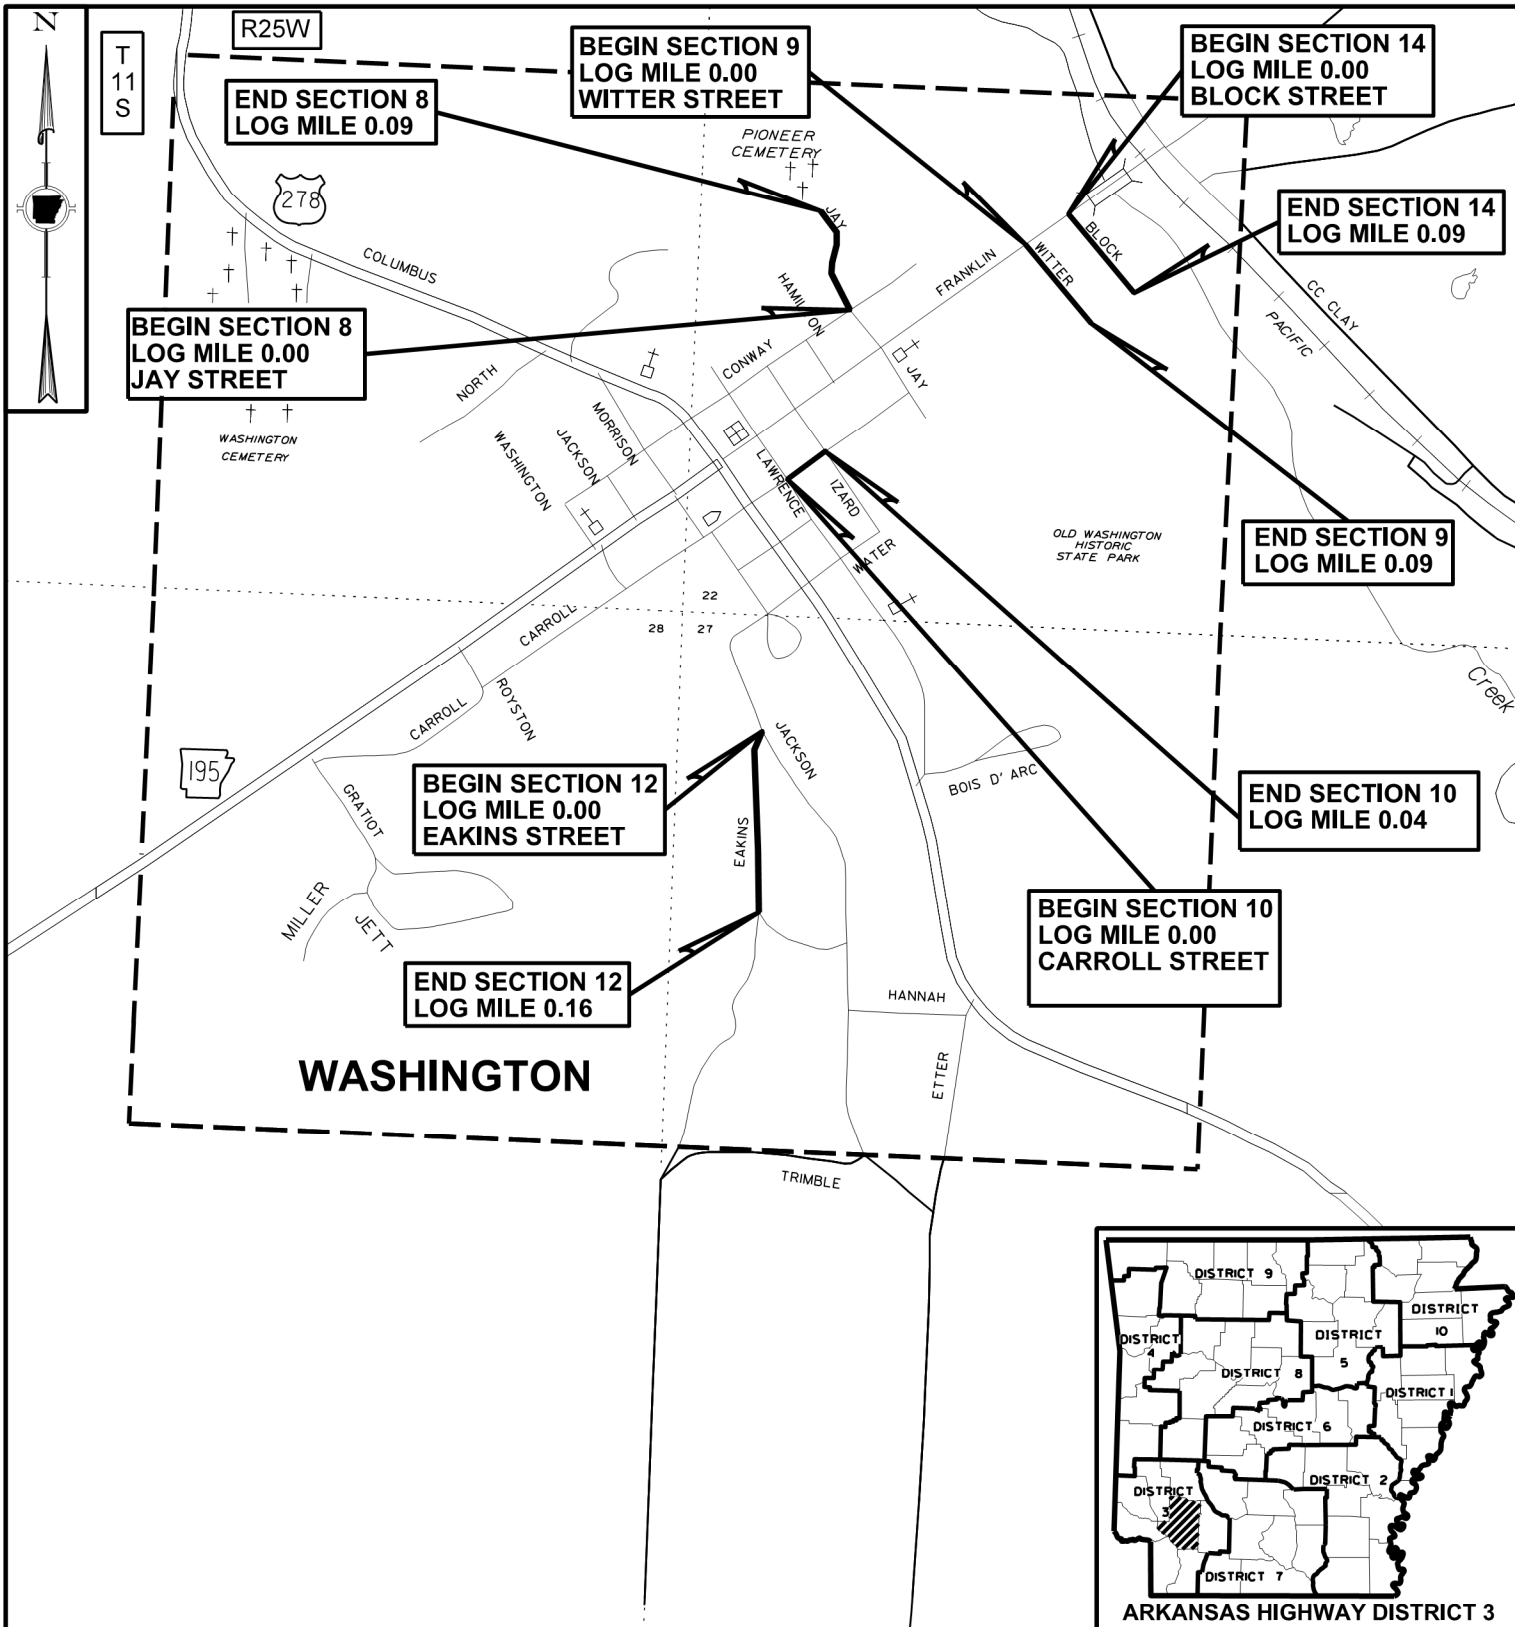 N
T
11
S
R25W
BEGIN SECTION 9
LOG MILE 0.00
WITTER STREET
BEGIN SECTION 14
LOG MILE 0.00
BLOCK STREET
END SECTION 8
LOG MILE 0.09
PIONEER
CEMETERY
278
JAY
END SECTION 14
LOG MILE 0.09
BLOCK
WITTER
FRANKLIN
COLUMBUS
HAMILTON
CC CLAY
PACIFIC
BEGIN SECTION 8
LOG MILE 0.00
JAY STREET
CONWAY
JAY
NORTH
MORRISON
JACKSON
WASHINGTON
WASHINGTON
CEMETERY
LAWRENCE
IZARD
WATER
OLD WASHINGTON
HISTORIC
STATE PARK
END SECTION 9
LOG MILE 0.09
22
28
27
CARROLL
Creek
CARROLL
ROYSTON
JACKSON
195
BEGIN SECTION 12
LOG MILE 0.00
EAKINS STREET
BOIS D' ARC
END SECTION 10
LOG MILE 0.04
GRATIOT
EAKINS
MILLER
JETT
BEGIN SECTION 10
LOG MILE 0.00
CARROLL STREET
END SECTION 12
LOG MILE 0.16
HANNAH
ETTER
WASHINGTON
TRIMBLE
DISTRICT 9
DISTRICT
10
DISTRICT
4
DISTRICT
5
DISTRICT 8
DISTRICT 1
DISTRICT 6
DISTRICT 2
DISTRICT
3
DISTRICT 7
ARKANSAS HIGHWAY DISTRICT 3